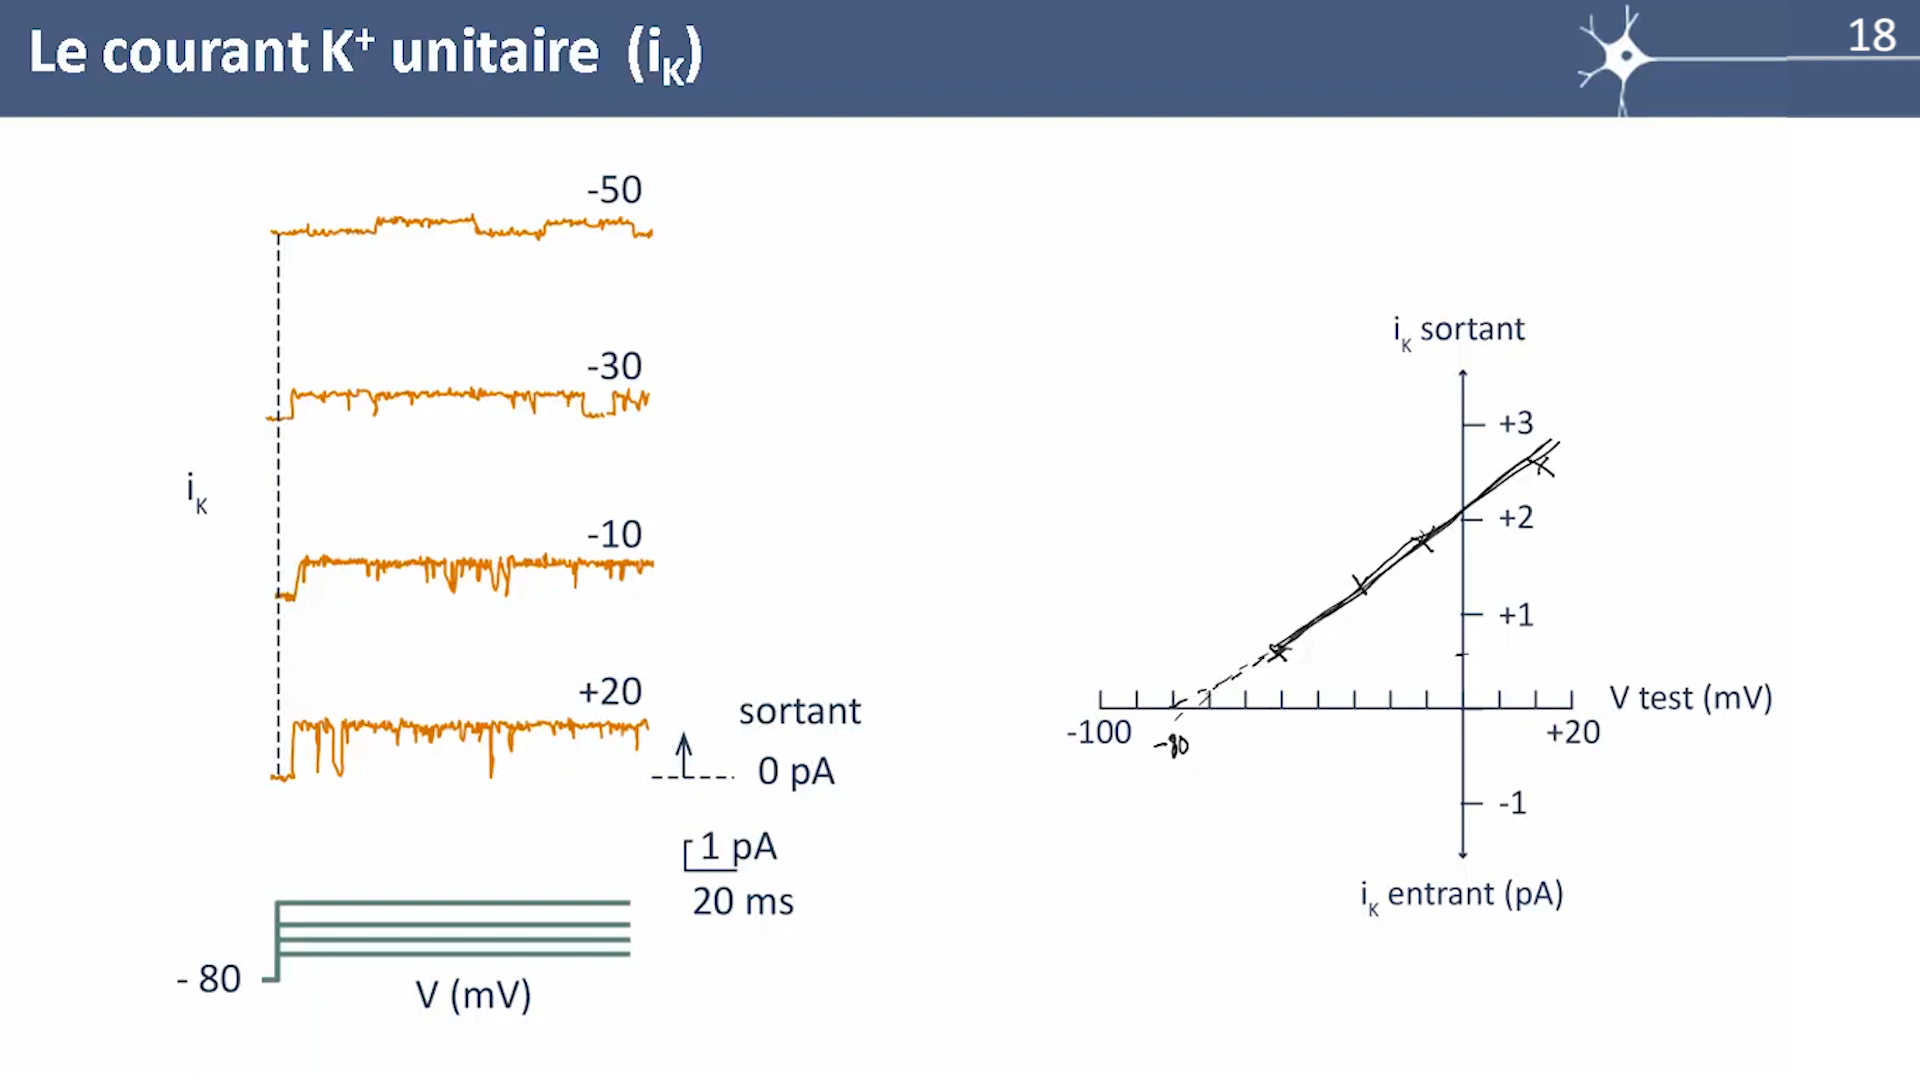 Le courant K⁺ unitaire (iK)
18
-50
-30
iK
-10
+20
sortant
0 pA
1 pA
20 ms
- 80
V (mV)
iK sortant
+3
+2
+1
V test (mV)
-100
-80
+20
-1
iK entrant (pA)